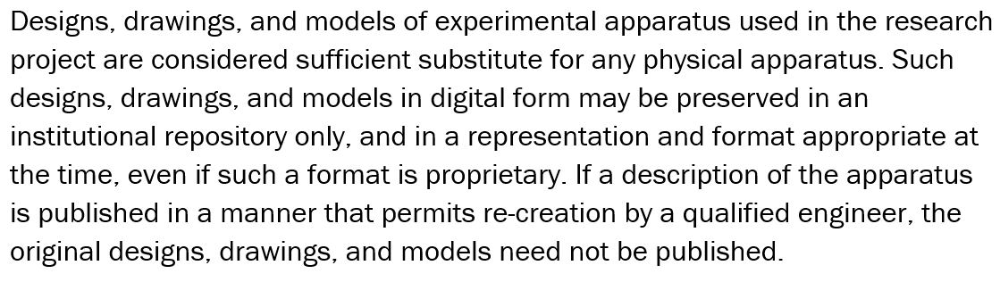 Designs, drawings, and models of experimental apparatus used in the research
project are considered sufficient substitute for any physical apparatus. Such
designs, drawings, and models in digital form may be preserved in an
institutional repository only, and in a representation and format appropriate at
the time, even if such a format is proprietary. If a description of the apparatus
is published in a manner that permits re-creation by a qualified engineer, the
original designs, drawings, and models need not be published.